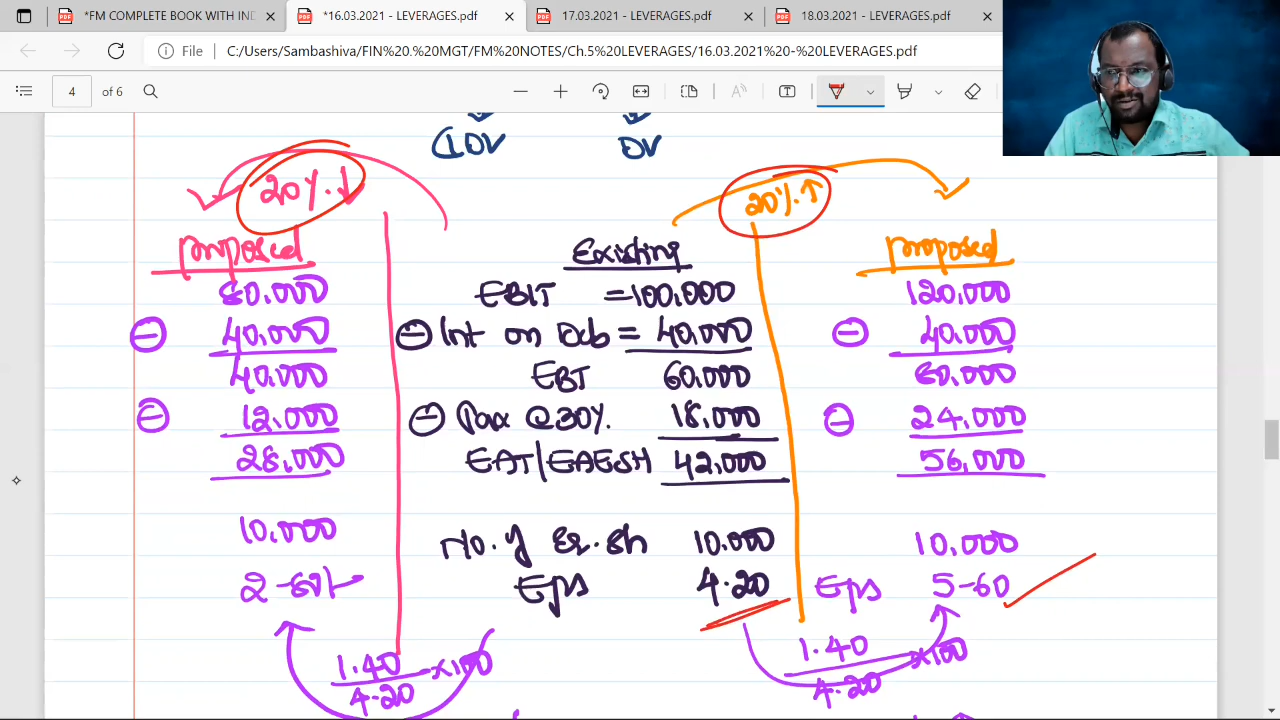 *FM COMPLETE BOOK WITH IND
*16.03.2021 - LEVERAGES.pdf
17.03.2021 - LEVERAGES.pdf
18.03.2021 - LEVERAGES.pdf
File C:/Users/Sambashiva/FIN%20.%20MGT/FM%20NOTES/Ch.5%20LEVERAGES/16.03.2021%20-%20LEVERAGES.pdf
4 of 6
DV
20%.↓
20%.↑
proposed
Existing
proposed
80.000 EBIT = 100.000 120.000
⊖ 40.000 ⊖ Int on Deb = 40.000 ⊖ 40.000
40.000 EBT 60.000 80.000
⊖ 12.000 ⊖ Tax @30%. 18.000 ⊖ 24.000
28.000 EAT/EAESH 42.000 56.000
10.000 No. of Eq. Sh 10.000 10.000
2-80 Eps 4.20 Eps 5-60
1.40 / 4.20 ×100
1.40 / 4.20 ×100